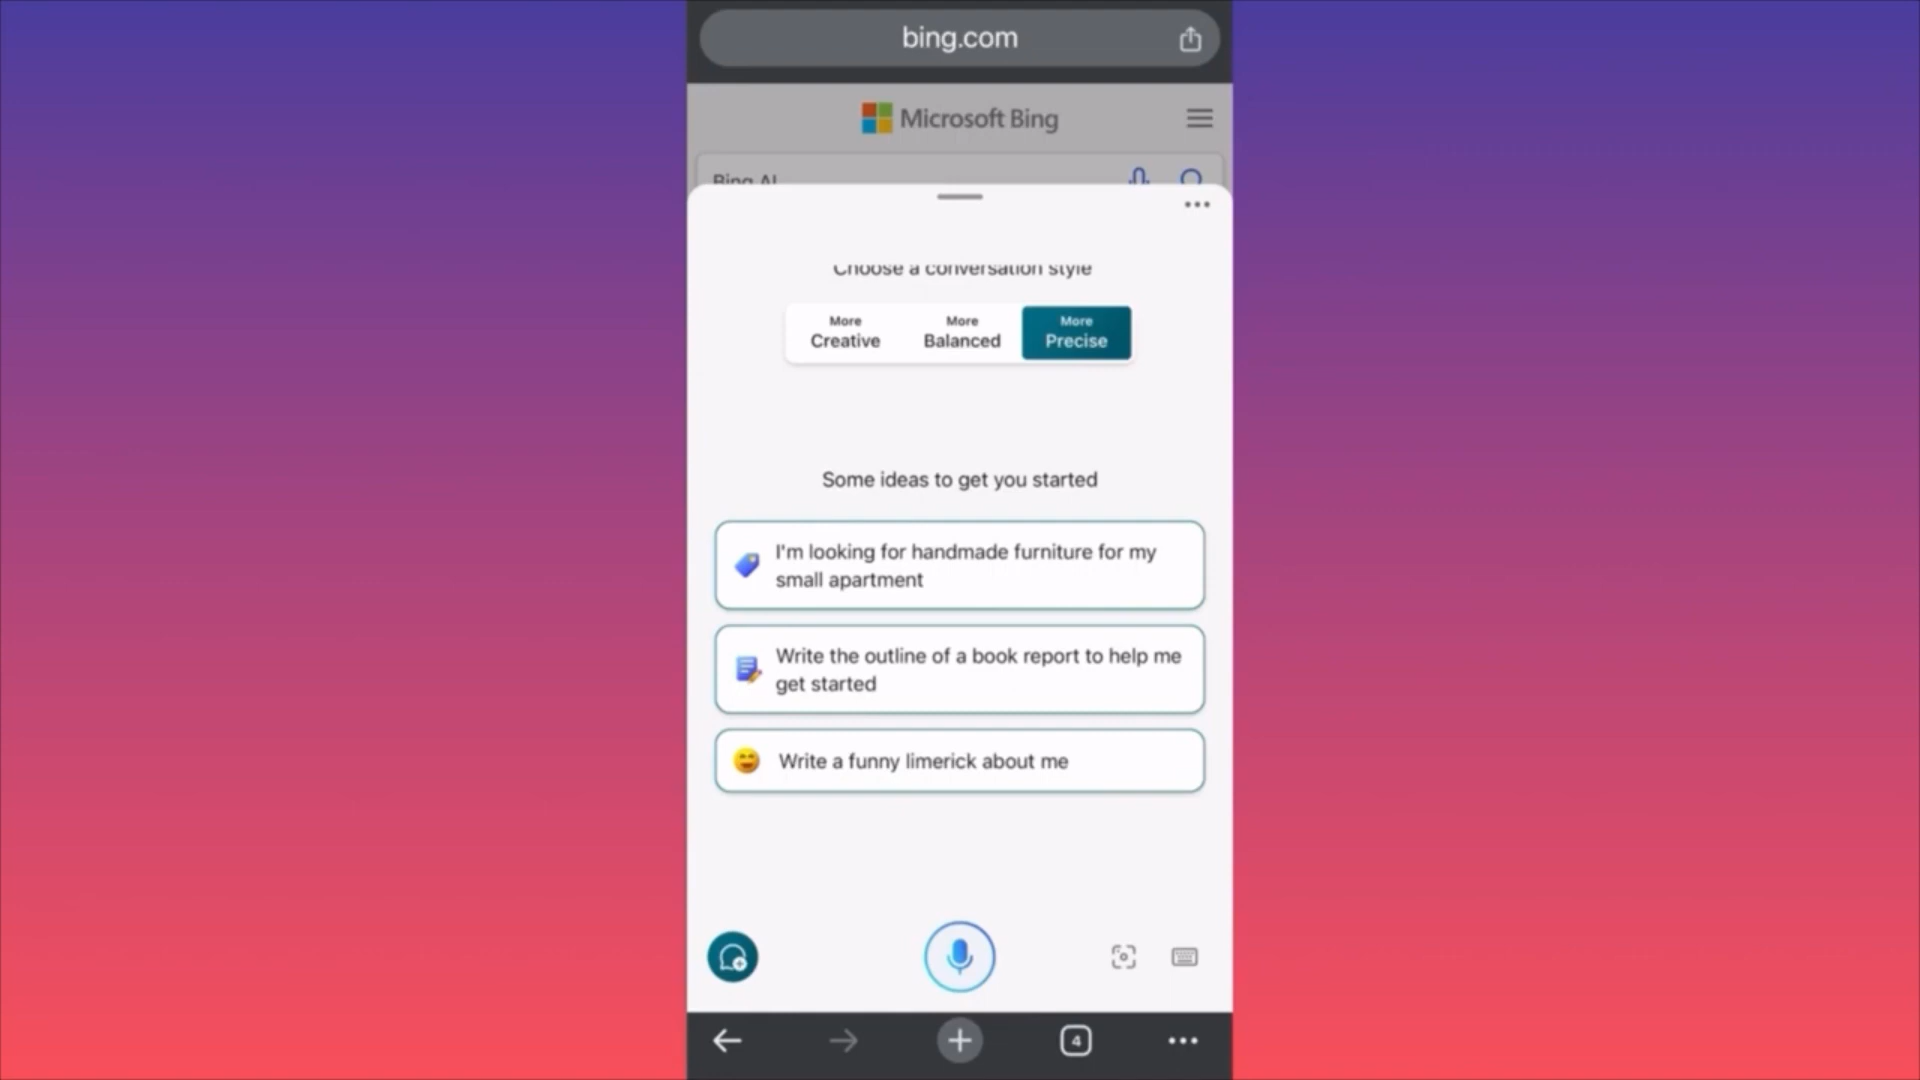 bing.com
Microsoft Bing
Bing AI
Choose a conversation style
More
Creative
More
Balanced
More
Precise
Some ideas to get you started
I'm looking for handmade furniture for my
small apartment
Write the outline of a book report to help me
get started
Write a funny limerick about me
4